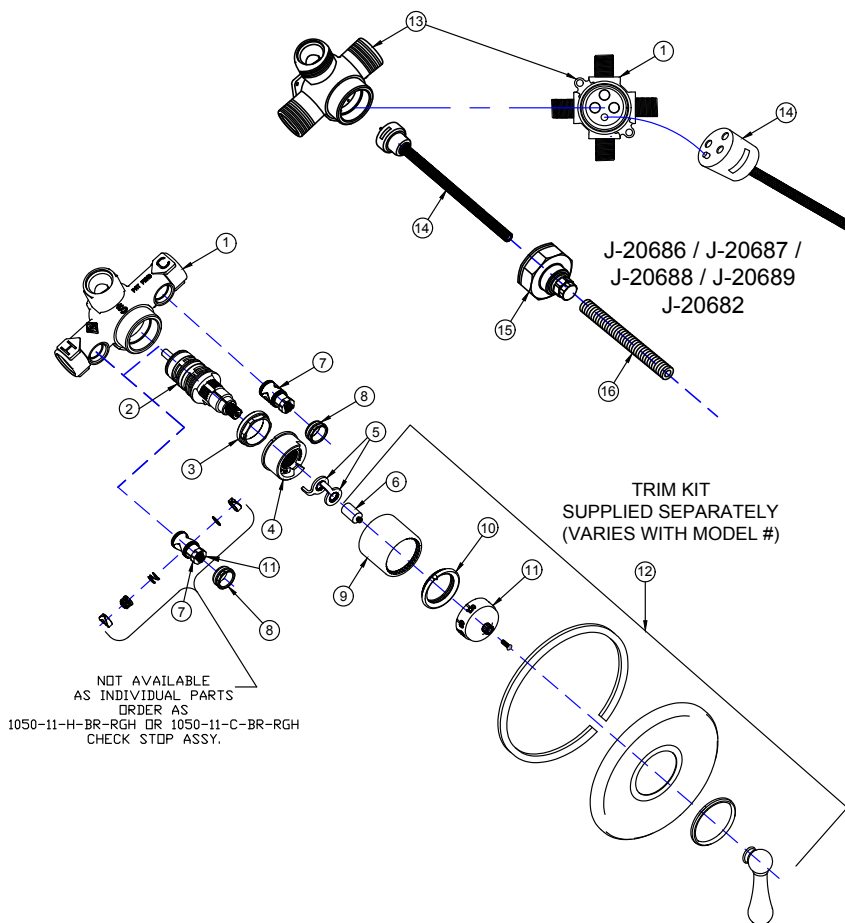 13
1
14
14
J-20686 / J-20687 /
J-20688 / J-20689
J-20682
15
16
1
C
H
2
7
8
3
5
4
6
TRIM KIT
SUPPLIED SEPARATELY
(VARIES WITH MODEL #)
10
9
11
12
11
7
8
NOT AVAILABLE
AS INDIVIDUAL PARTS
ORDER AS
1050-11-H-BR-RGH OR 1050-11-C-BR-RGH
CHECK STOP ASSY.